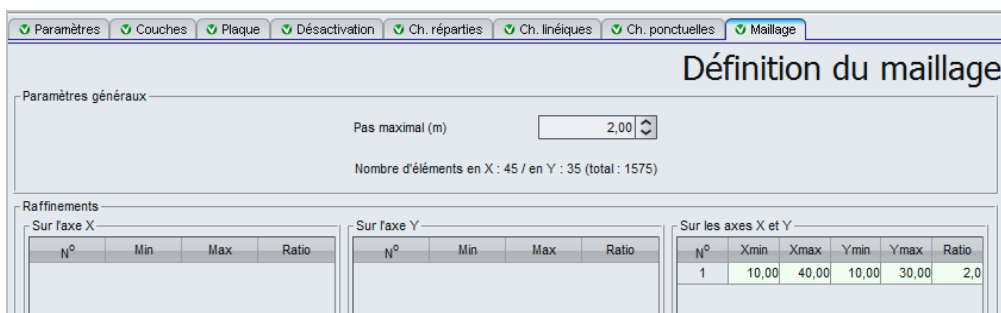 Paramètres Couches Plaque Désactivation Ch. réparties Ch. linéiques Ch. ponctuelles Maillage
Définition du maillage
Paramètres généraux
Pas maximal (m) 2,00
Nombre d'éléments en X : 45 / en Y : 35 (total : 1575)
Raffinements
Sur l'axe X Sur l'axe Y Sur les axes X et Y
N° Min Max Ratio N° Min Max Ratio N° Xmin Xmax Ymin Ymax Ratio
1 10,00 40,00 10,00 30,00 2,0